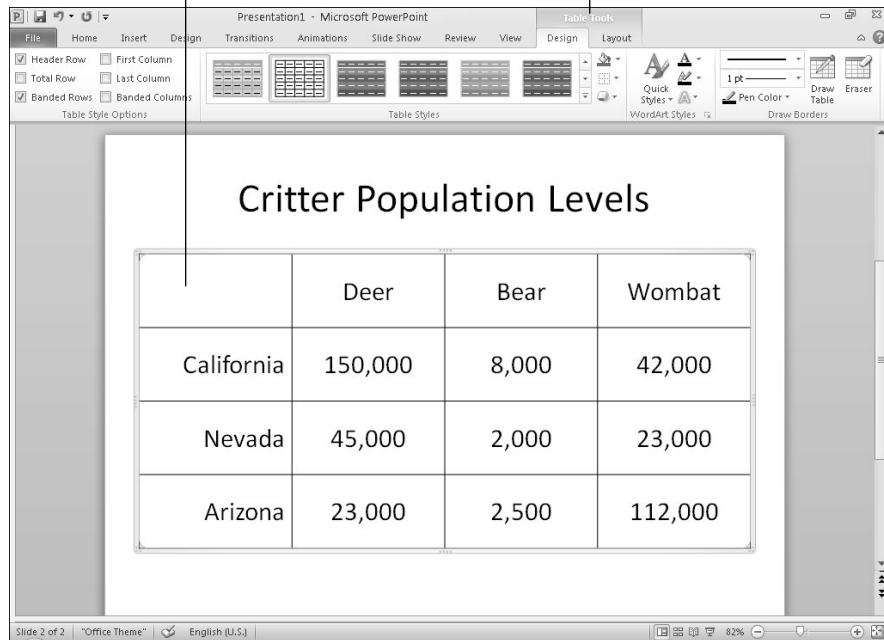 Presentation1 - Microsoft PowerPoint Table Tools
File Home Insert Design Transitions Animations Slide Show Review View Design Layout
Header Row First Column
Total Row Last Column
Banded Rows Banded Columns
Table Style Options
Table Styles
Quick Styles
WordArt Styles
1 pt
Pen Color
Draw Table
Eraser
Draw Borders
Critter Population Levels
Deer Bear Wombat
California 150,000 8,000 42,000
Nevada 45,000 2,000 23,000
Arizona 23,000 2,500 112,000
Slide 2 of 2 "Office Theme" English (U.S.) 82%